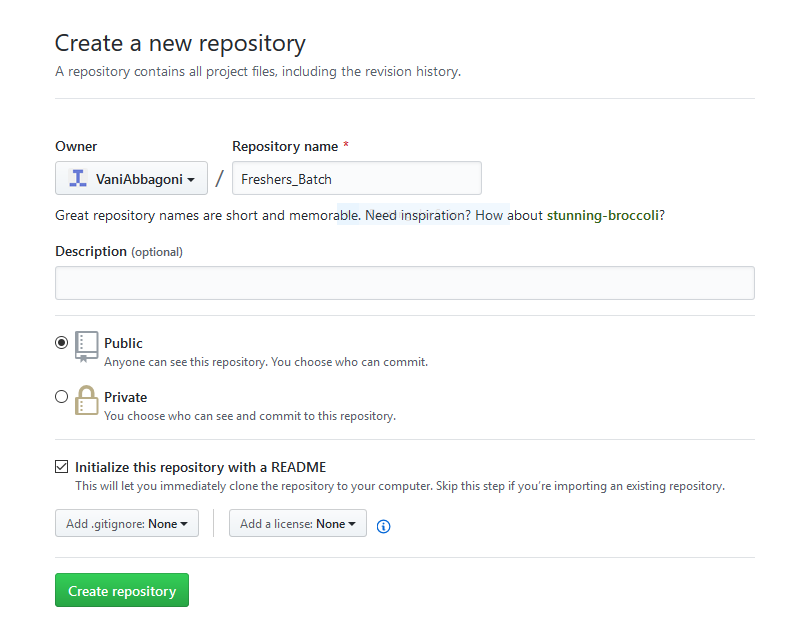 Create a new repository
A repository contains all project files, including the revision history.
Owner Repository name *
VaniAbbagoni / Freshers_Batch
Great repository names are short and memorable. Need inspiration? How about stunning-broccoli?
Description (optional)
Public
Anyone can see this repository. You choose who can commit.
Private
You choose who can see and commit to this repository.
Initialize this repository with a README
This will let you immediately clone the repository to your computer. Skip this step if you’re importing an existing repository.
Add .gitignore: None Add a license: None
Create repository